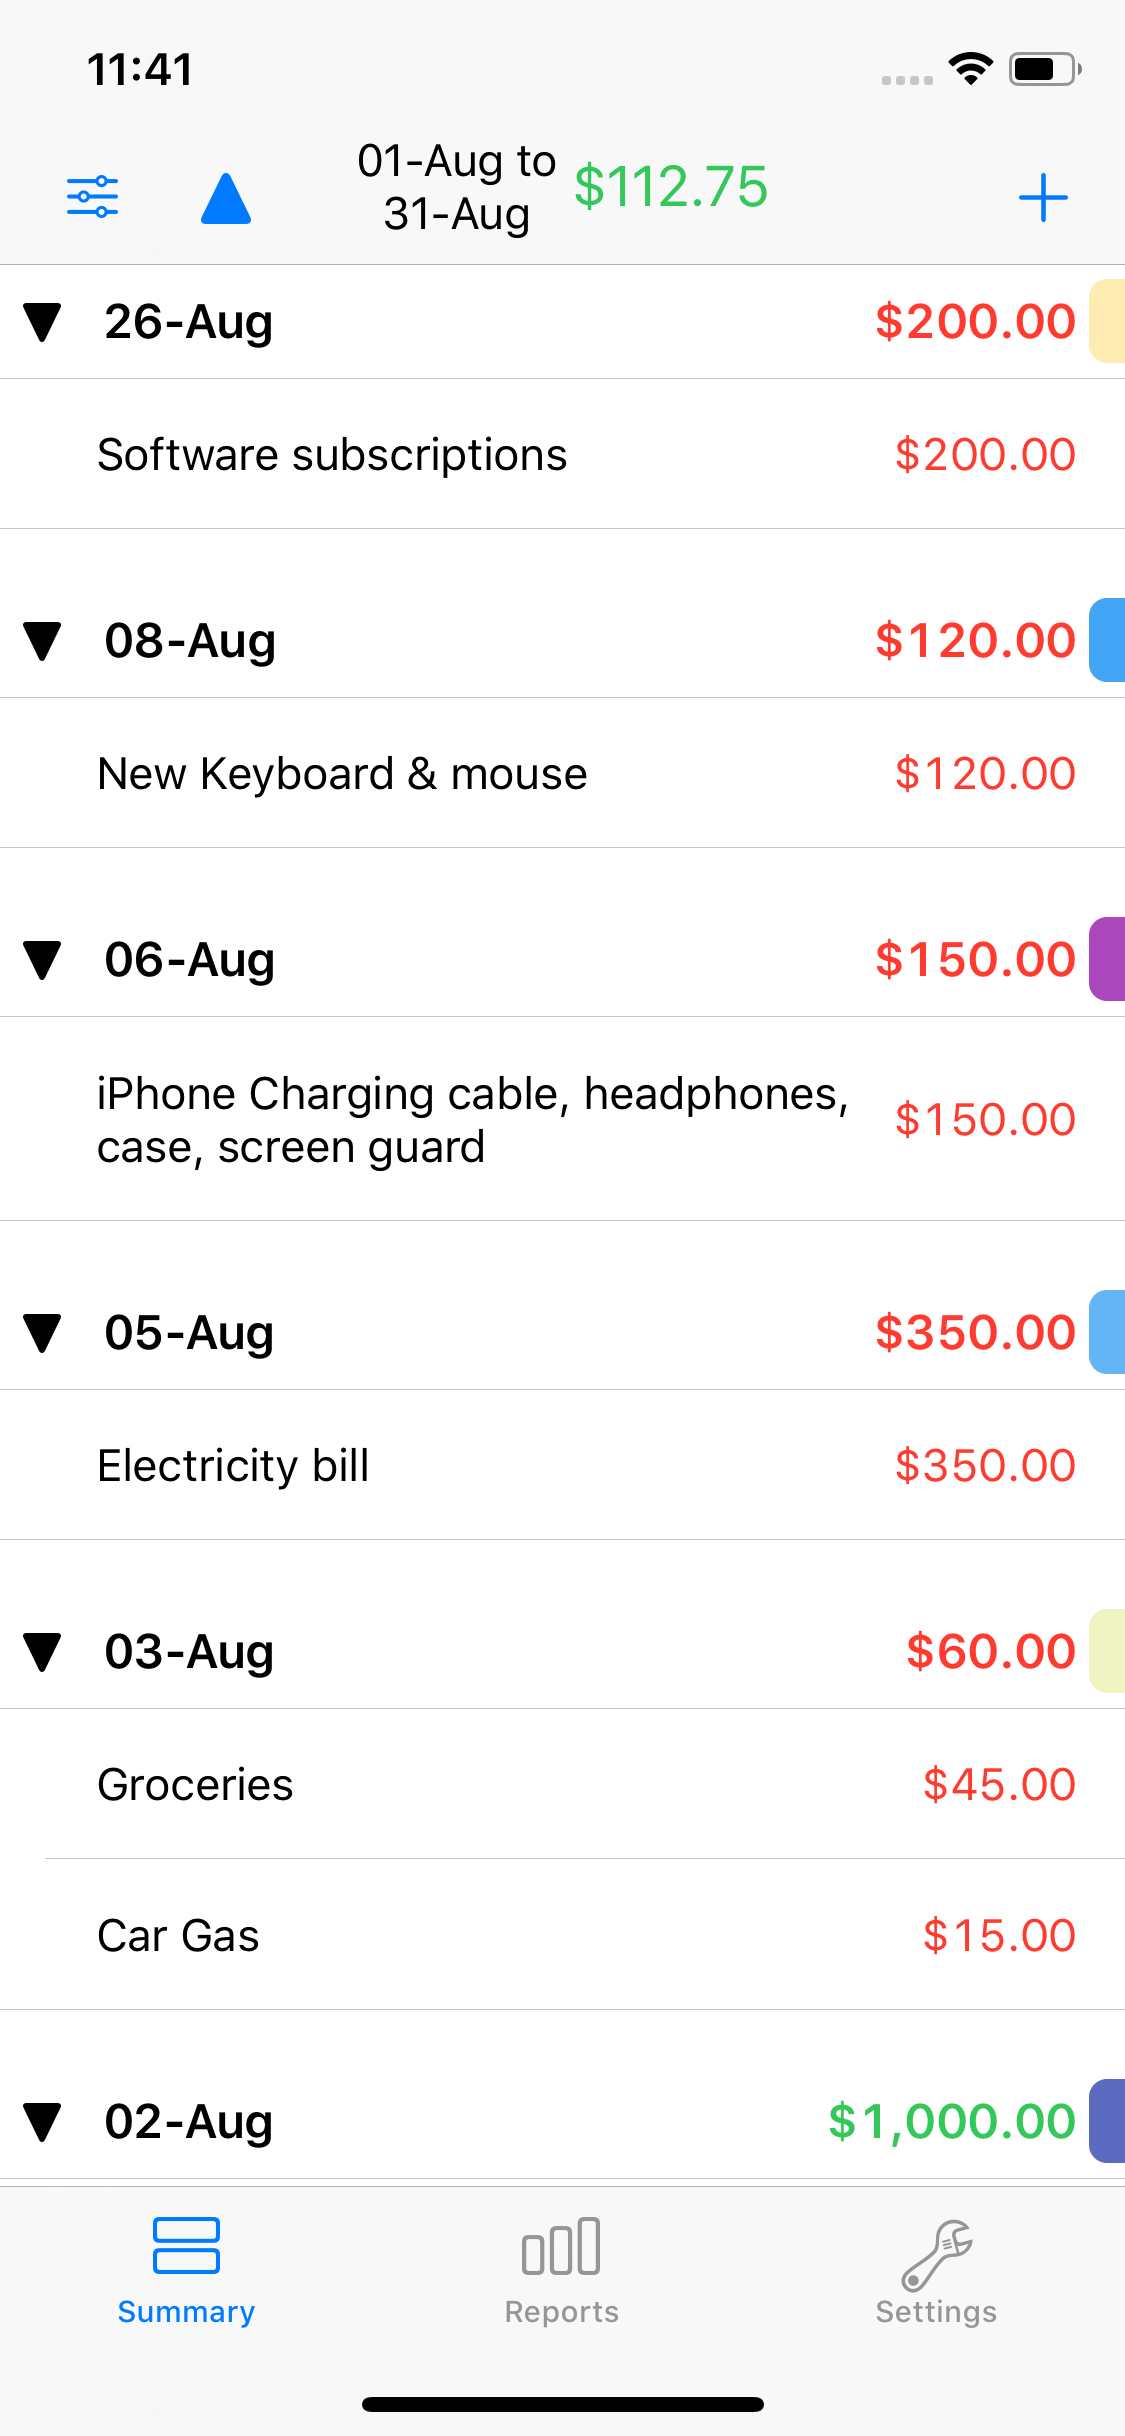 11:41
01-Aug to
31-Aug
$112.75
26-Aug $200.00
Software subscriptions $200.00
08-Aug $120.00
New Keyboard & mouse $120.00
06-Aug $150.00
iPhone Charging cable, headphones,
case, screen guard
$150.00
05-Aug $350.00
Electricity bill $350.00
03-Aug $60.00
Groceries $45.00
Car Gas $15.00
02-Aug $1,000.00
Summary Reports Settings